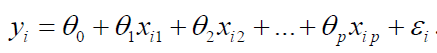 yᵢ = θ₀ + θ₁xᵢ₁ + θ₂xᵢ₂ + ... + θₚxᵢₚ + εᵢ.